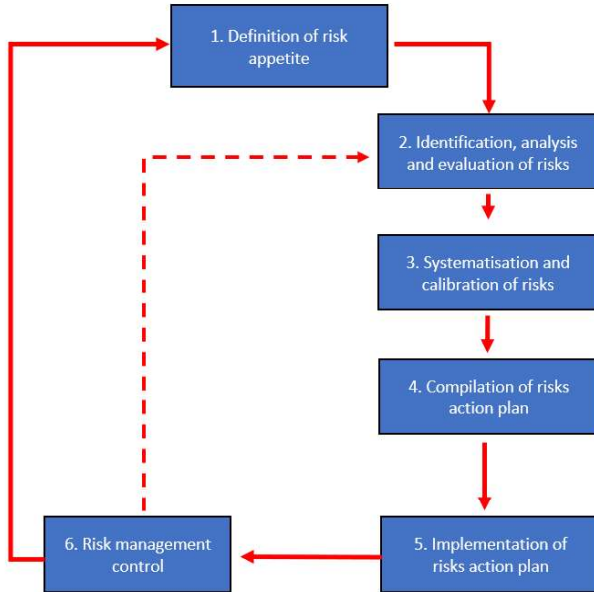 1. Definition of risk
appetite
2. Identification, analysis
and evaluation of risks
3. Systematisation and
calibration of risks
4. Compilation of risks
action plan
5. Implementation of
risks action plan
6. Risk management
control